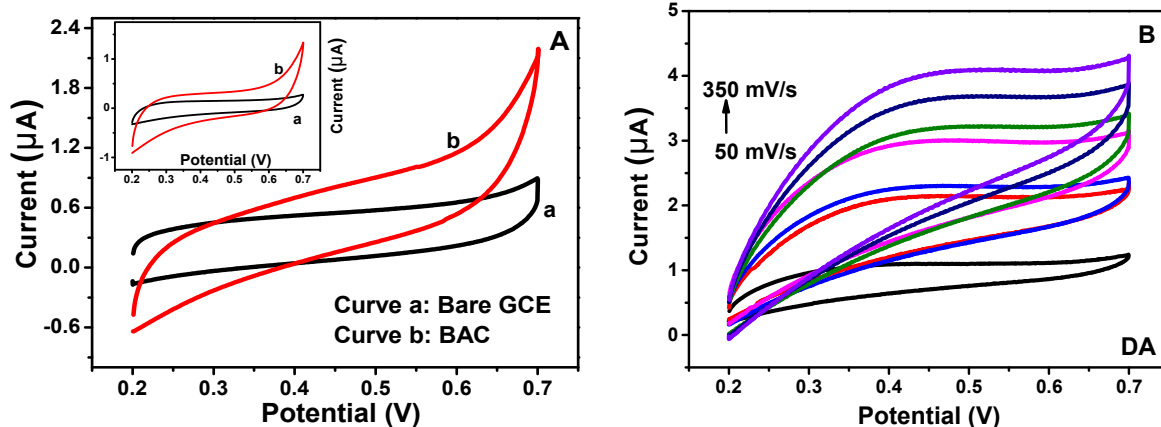 A
2.4
1.8
1.2
0.6
0.0
-0.6
Current (µA)
0.2 0.3 0.4 0.5 0.6 0.7
Potential (V)
b
a
Curve a: Bare GCE
Curve b: BAC
1
0
-1
b
a
Current (µA)
Potential (V)
0.2 0.3 0.4 0.5 0.6 0.7
B
5
4
3
2
1
0
Current (µA)
350 mV/s
50 mV/s
DA
0.2 0.3 0.4 0.5 0.6 0.7
Potential (V)